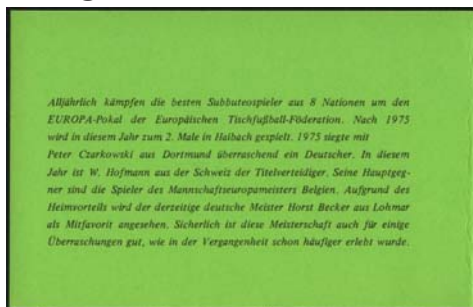 Alljährlich kämpfen die besten Subbuteospieler aus 8 Nationen um den
EUROPA-Pokal der Europäischen Tischfußball-Föderation. Nach 1975
wird in diesem Jahr zum 2. Male in Halbach gespielt. 1975 siegte mit
Peter Czarkowski aus Dortmund überraschend ein Deutscher. In diesem
Jahr ist W. Hofmann aus der Schweiz der Titelverteidiger. Seine Hauptgeg-
ner sind die Spieler des Mannschaftseuropameisters Belgien. Aufgrund des
Heimvorteils wird der derzeitige deutsche Meister Horst Becker aus Lohmar
als Mitfavorit angesehen. Sicherlich ist diese Meisterschaft auch für einige
Überraschungen gut, wie in der Vergangenheit schon häufiger erlebt wurde.